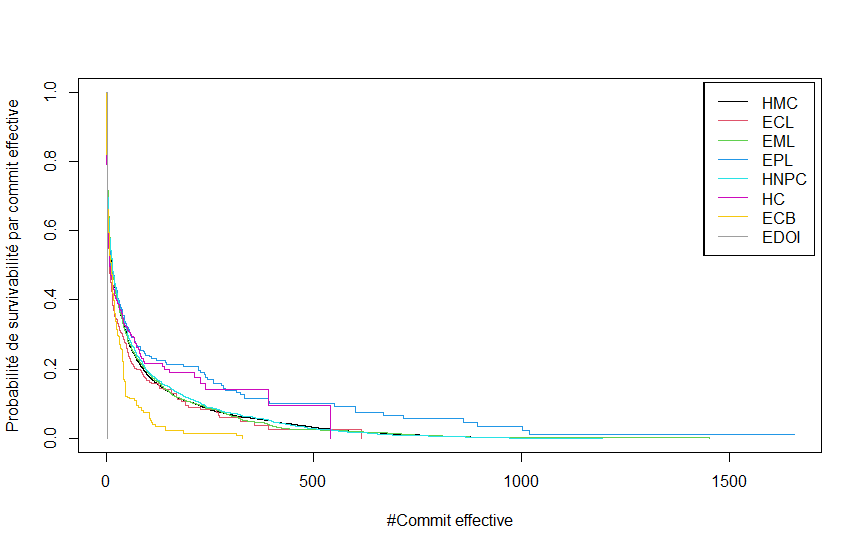 Probabilité de survivabilité par commit effective
1.0
0.8
0.6
0.4
0.2
0.0
HMC
ECL
EML
EPL
HNPC
HC
ECB
EDOI
0 500 1000 1500
#Commit effective